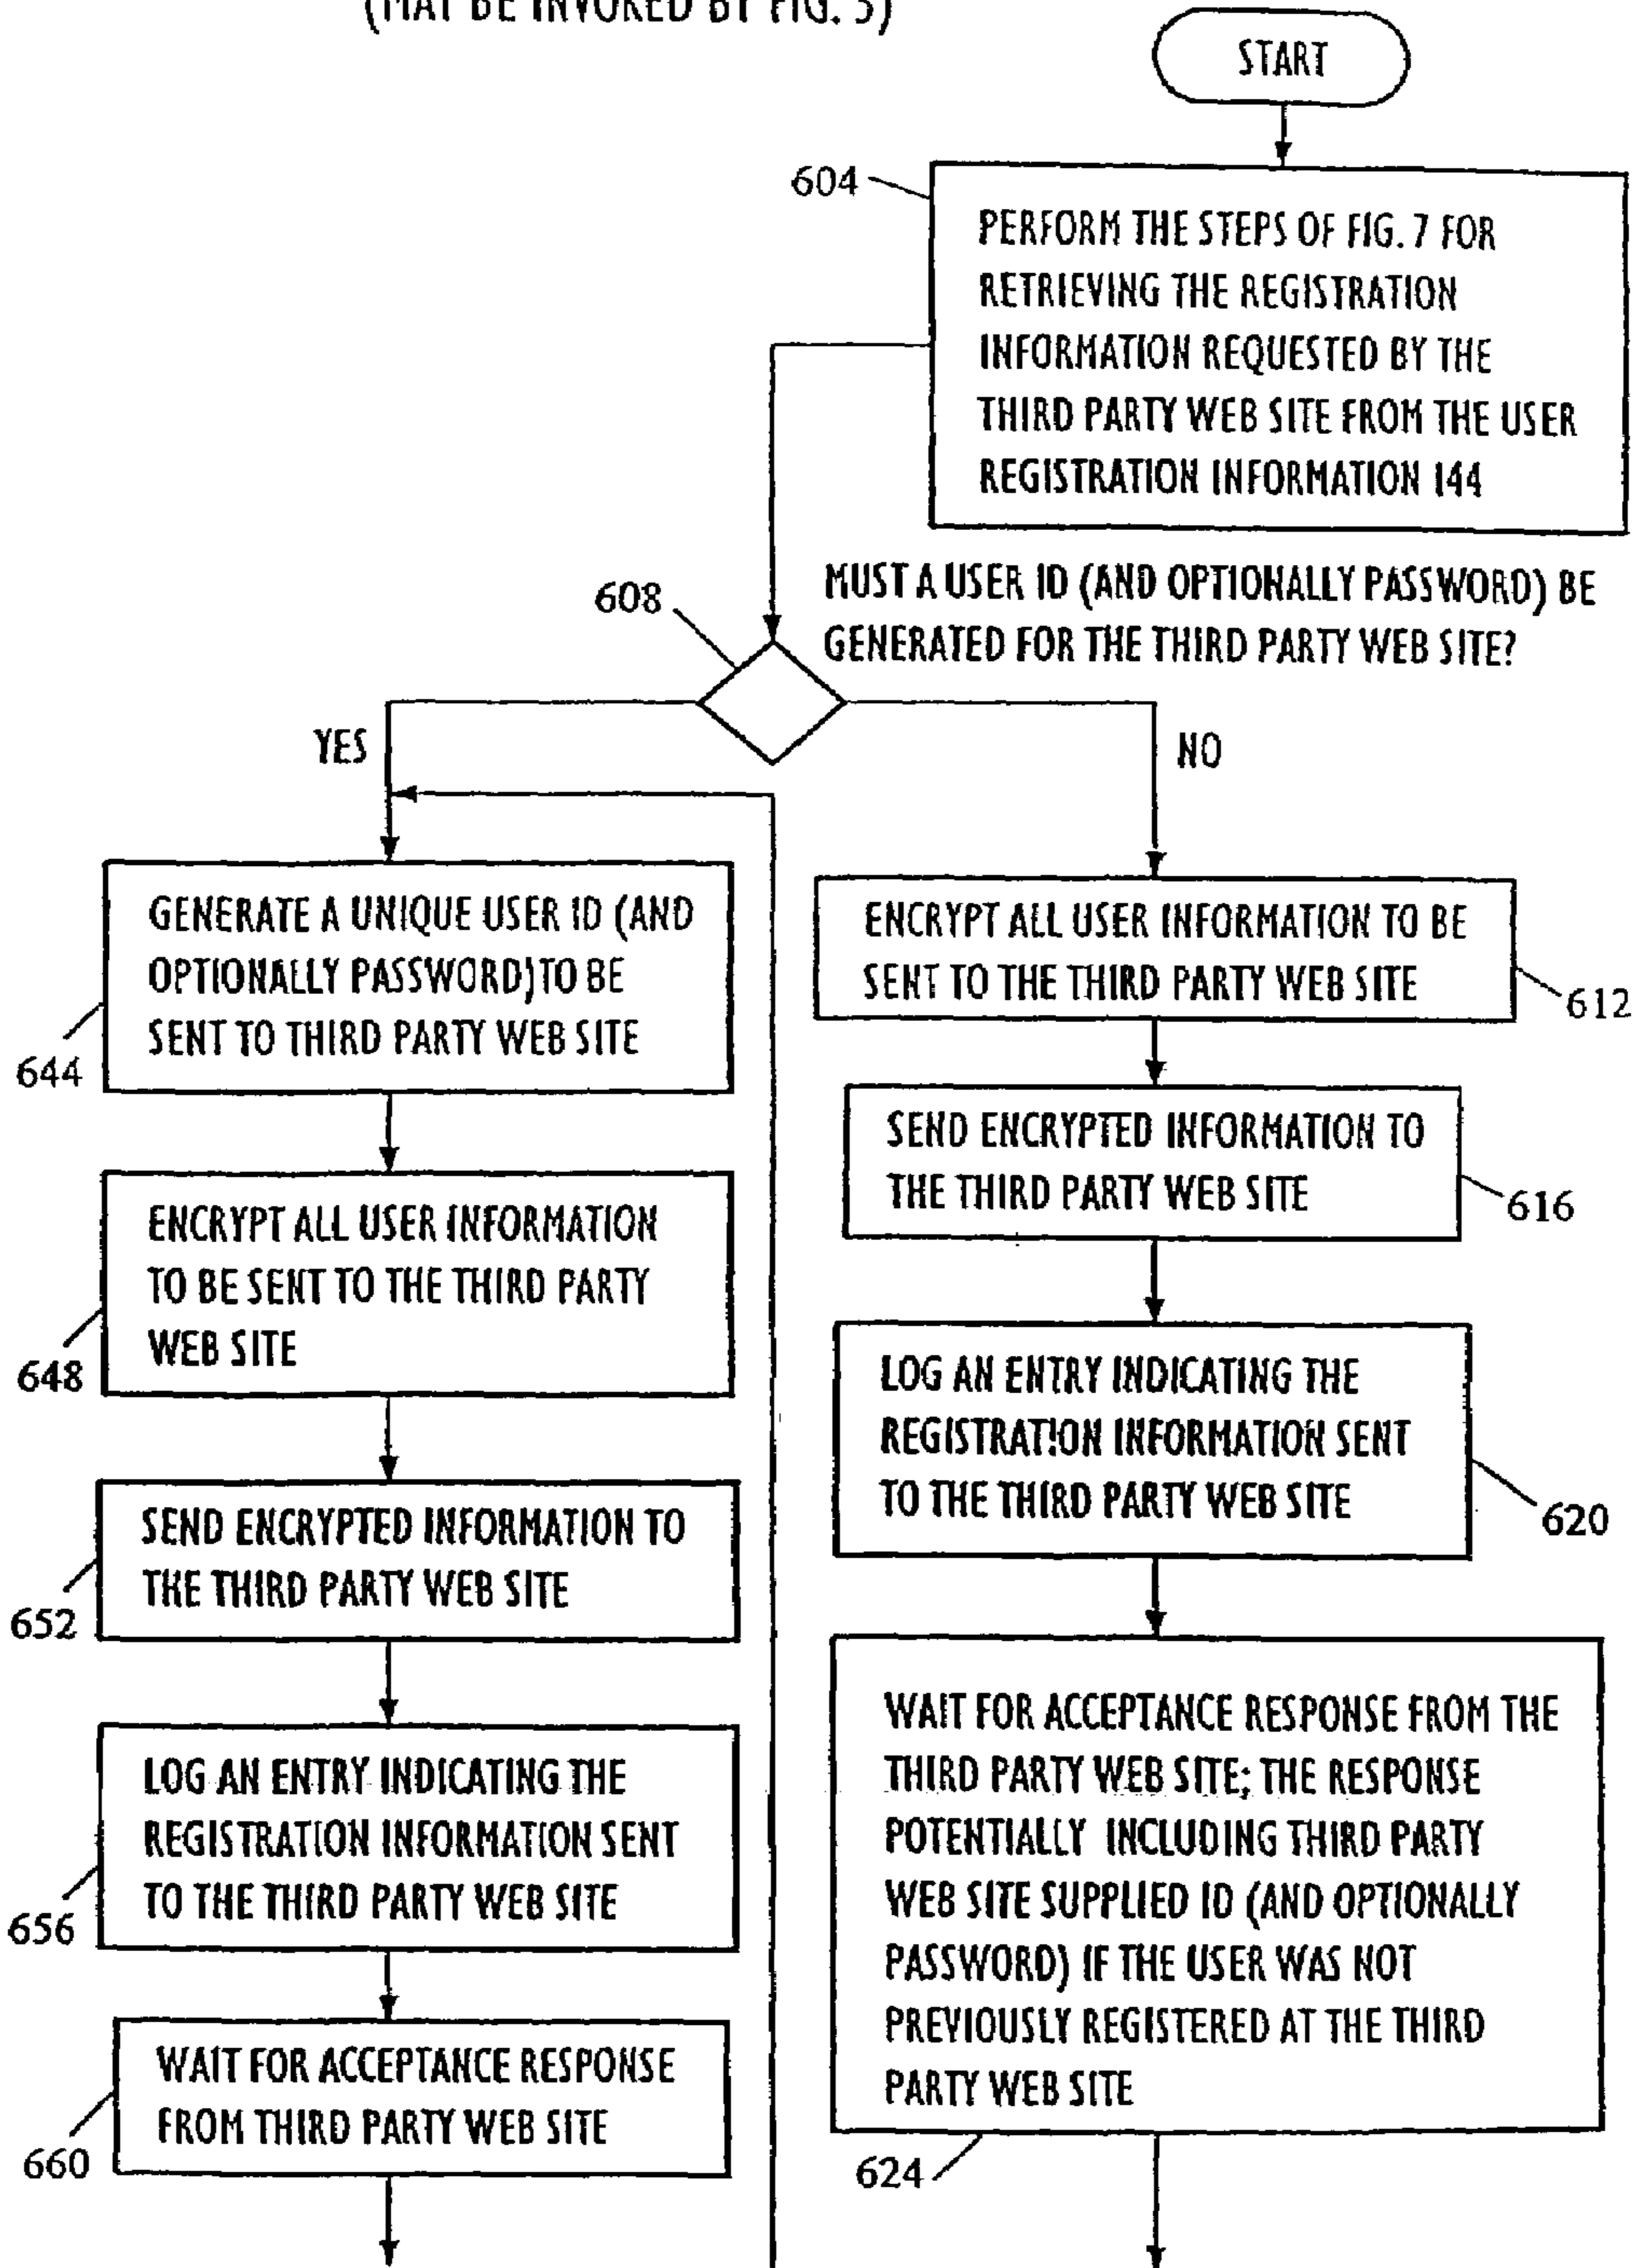 (MAY BE INVOKED BY FIG. 5)
START
604
PERFORM THE STEPS OF FIG. 7 FOR
RETRIEVING THE REGISTRATION
INFORMATION REQUESTED BY THE
THIRD PARTY WEB SITE FROM THE USER
REGISTRATION INFORMATION 144
608
MUST A USER ID (AND OPTIONALLY PASSWORD) BE
GENERATED FOR THE THIRD PARTY WEB SITE?
YES
NO
GENERATE A UNIQUE USER ID (AND
OPTIONALLY PASSWORD) TO BE
SENT TO THIRD PARTY WEB SITE
644
ENCRYPT ALL USER INFORMATION
TO BE SENT TO THE THIRD PARTY
WEB SITE
648
SEND ENCRYPTED INFORMATION TO
THE THIRD PARTY WEB SITE
652
LOG AN ENTRY INDICATING THE
REGISTRATION INFORMATION SENT
TO THE THIRD PARTY WEB SITE
656
WAIT FOR ACCEPTANCE RESPONSE
FROM THIRD PARTY WEB SITE
660
ENCRYPT ALL USER INFORMATION TO BE
SENT TO THE THIRD PARTY WEB SITE
612
SEND ENCRYPTED INFORMATION TO
THE THIRD PARTY WEB SITE
616
LOG AN ENTRY INDICATING THE
REGISTRATION INFORMATION SENT
TO THE THIRD PARTY WEB SITE
620
WAIT FOR ACCEPTANCE RESPONSE FROM THE
THIRD PARTY WEB SITE; THE RESPONSE
POTENTIALLY INCLUDING THIRD PARTY
WEB SITE SUPPLIED ID (AND OPTIONALLY
PASSWORD) IF THE USER WAS NOT
PREVIOUSLY REGISTERED AT THE THIRD
PARTY WEB SITE
624